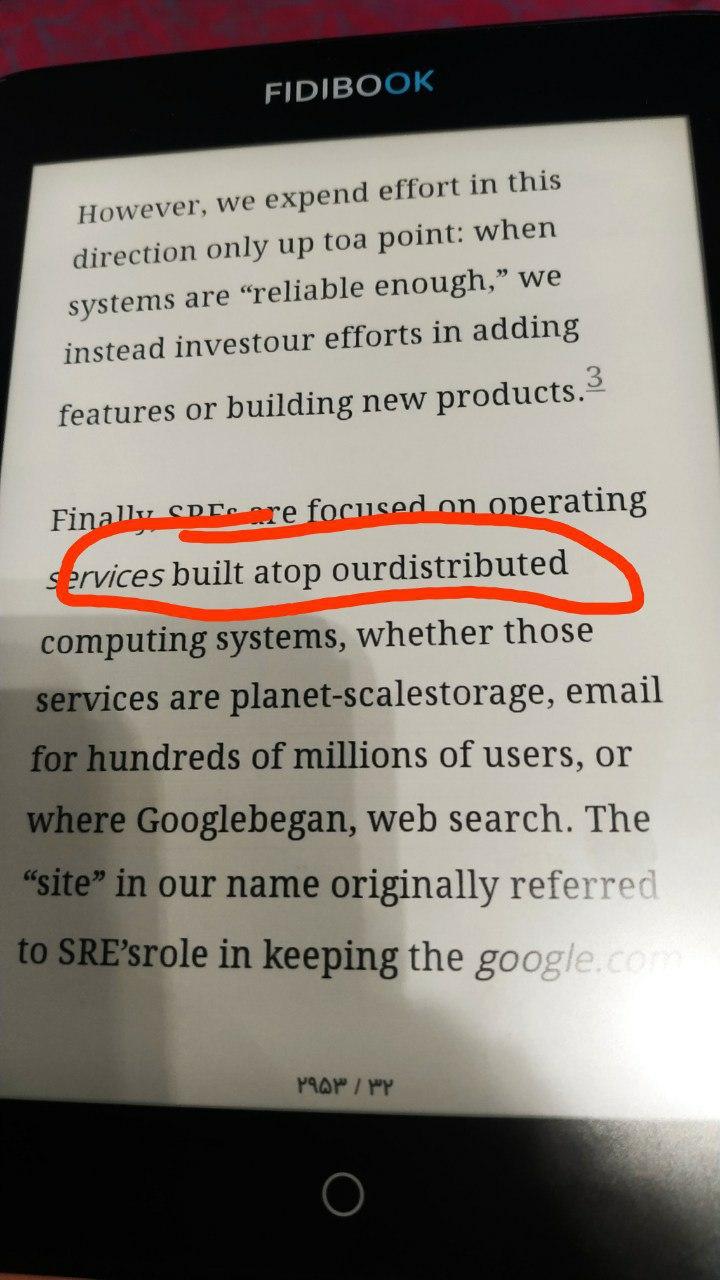 FIDIBOOK
However, we expend effort in this
direction only up toa point: when
systems are “reliable enough,” we
instead investour efforts in adding
features or building new products.3
Finally, SREs are focused on operating
services built atop ourdistributed
computing systems, whether those
services are planet-scalestorage, email
for hundreds of millions of users, or
where Googlebegan, web search. The
“site” in our name originally referred
to SRE’srole in keeping the google.com
۲۹۵۳ / ۳۲